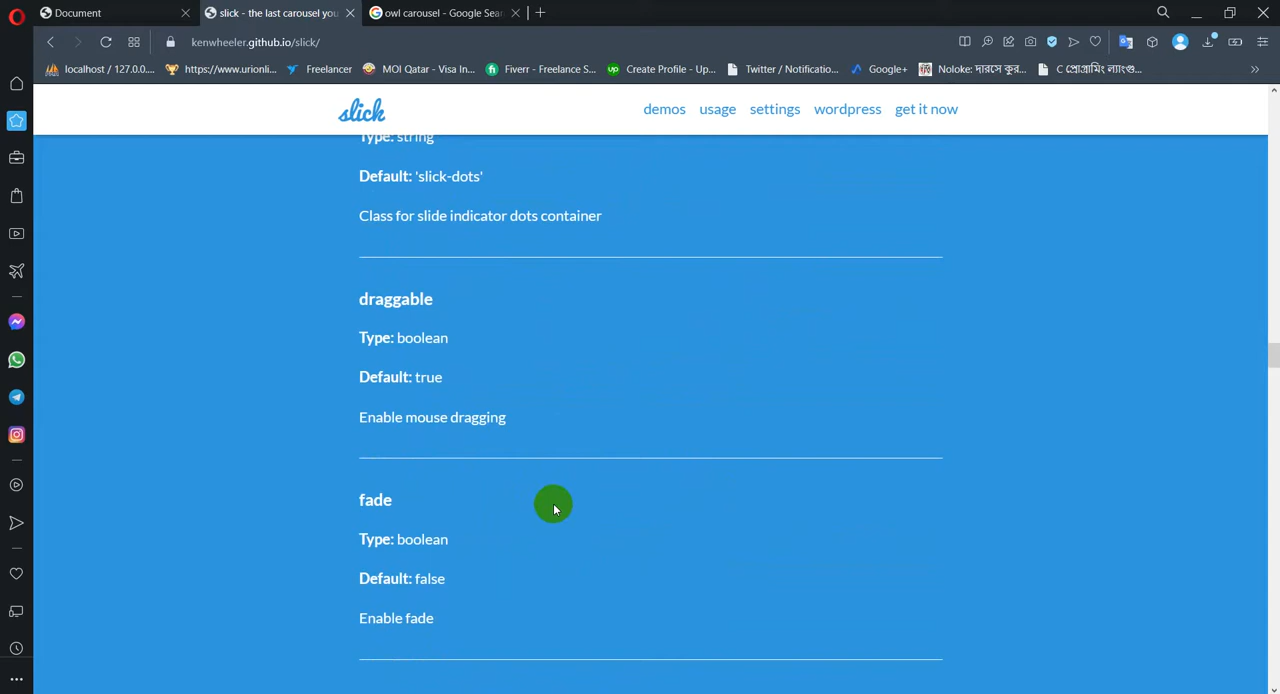 Document
slick - the last carousel you
owl carousel - Google Sear
kenwheeler.github.io/slick/
localhost / 127.0.0....
https://www.urionli...
Freelancer
MOI Qatar - Visa In...
Fiverr - Freelance S...
Create Profile - Up...
Twitter / Notificatio...
Google+
Noloke: দারসে কুর...
C প্রোগ্রামিং ল্যাংগু...
slick
demos
usage
settings
wordpress
get it now
Type: string
Default: 'slick-dots'
Class for slide indicator dots container
draggable
Type: boolean
Default: true
Enable mouse dragging
fade
Type: boolean
Default: false
Enable fade